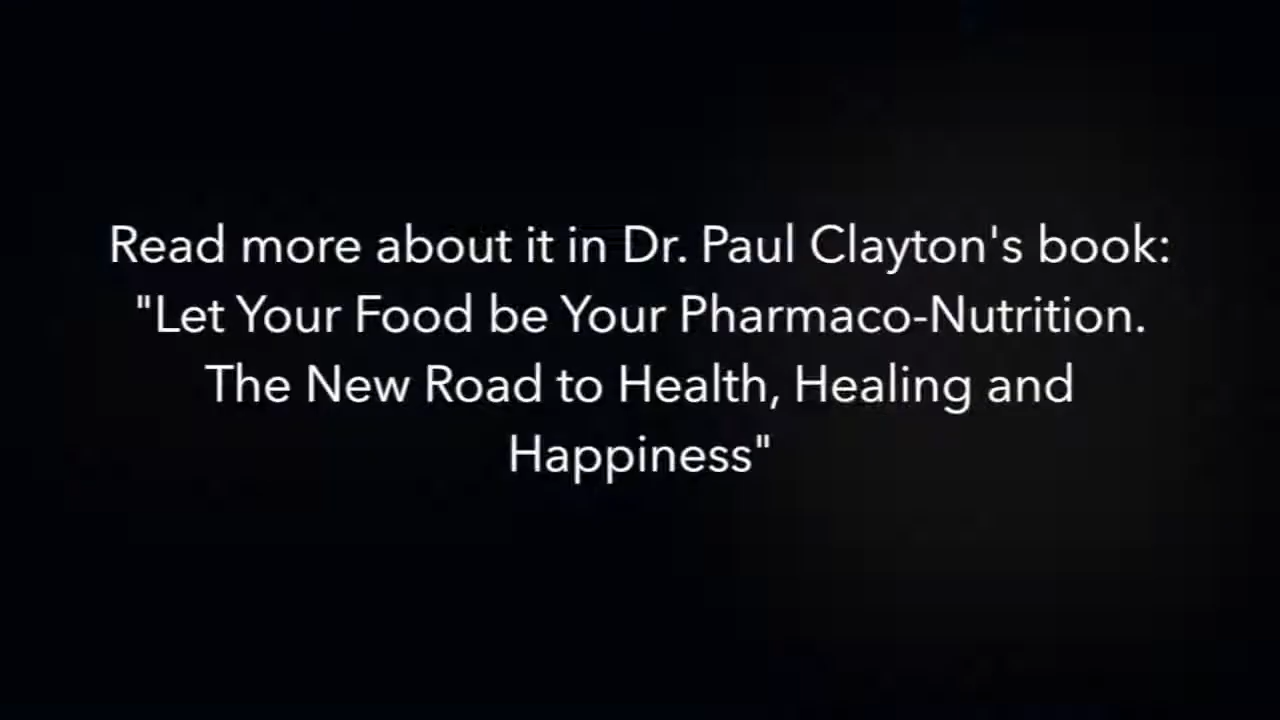 Read more about it in Dr. Paul Clayton's book:
"Let Your Food be Your Pharmaco-Nutrition.
The New Road to Health, Healing and
Happiness"